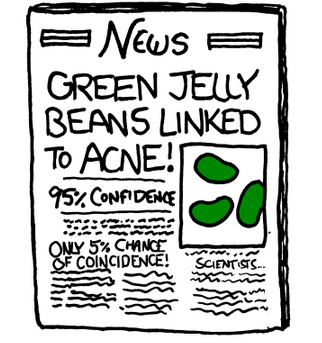 NEWS
GREEN JELLY
BEANS LINKED
TO ACNE!
95% CONFIDENCE
ONLY 5% CHANCE
OF COINCIDENCE!
SCIENTISTS...